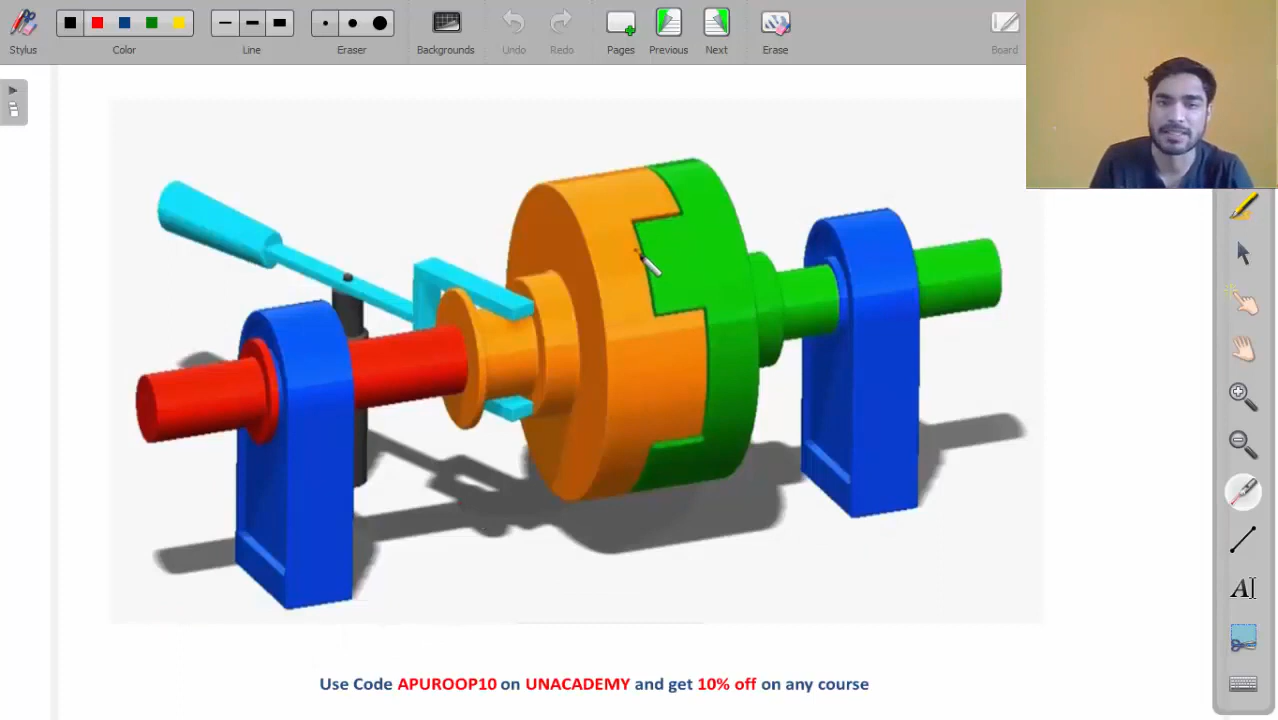 Stylus
Color
Line
Eraser
Backgrounds
Undo
Redo
Pages
Previous
Next
Erase
Board
A
Use Code APUROOP10 on UNACADEMY and get 10% off on any course